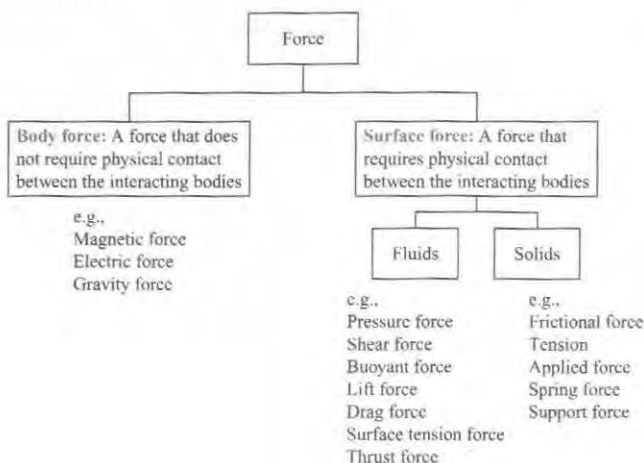 Force
Body force: A force that does
not require physical contact
between the interacting bodies
e.g.,
Magnetic force
Electric force
Gravity force
Surface force: A force that
requires physical contact
between the interacting bodies
Fluids
e.g.,
Pressure force
Shear force
Buoyant force
Lift force
Drag force
Surface tension force
Thrust force
Solids
e.g.,
Frictional force
Tension
Applied force
Spring force
Support force